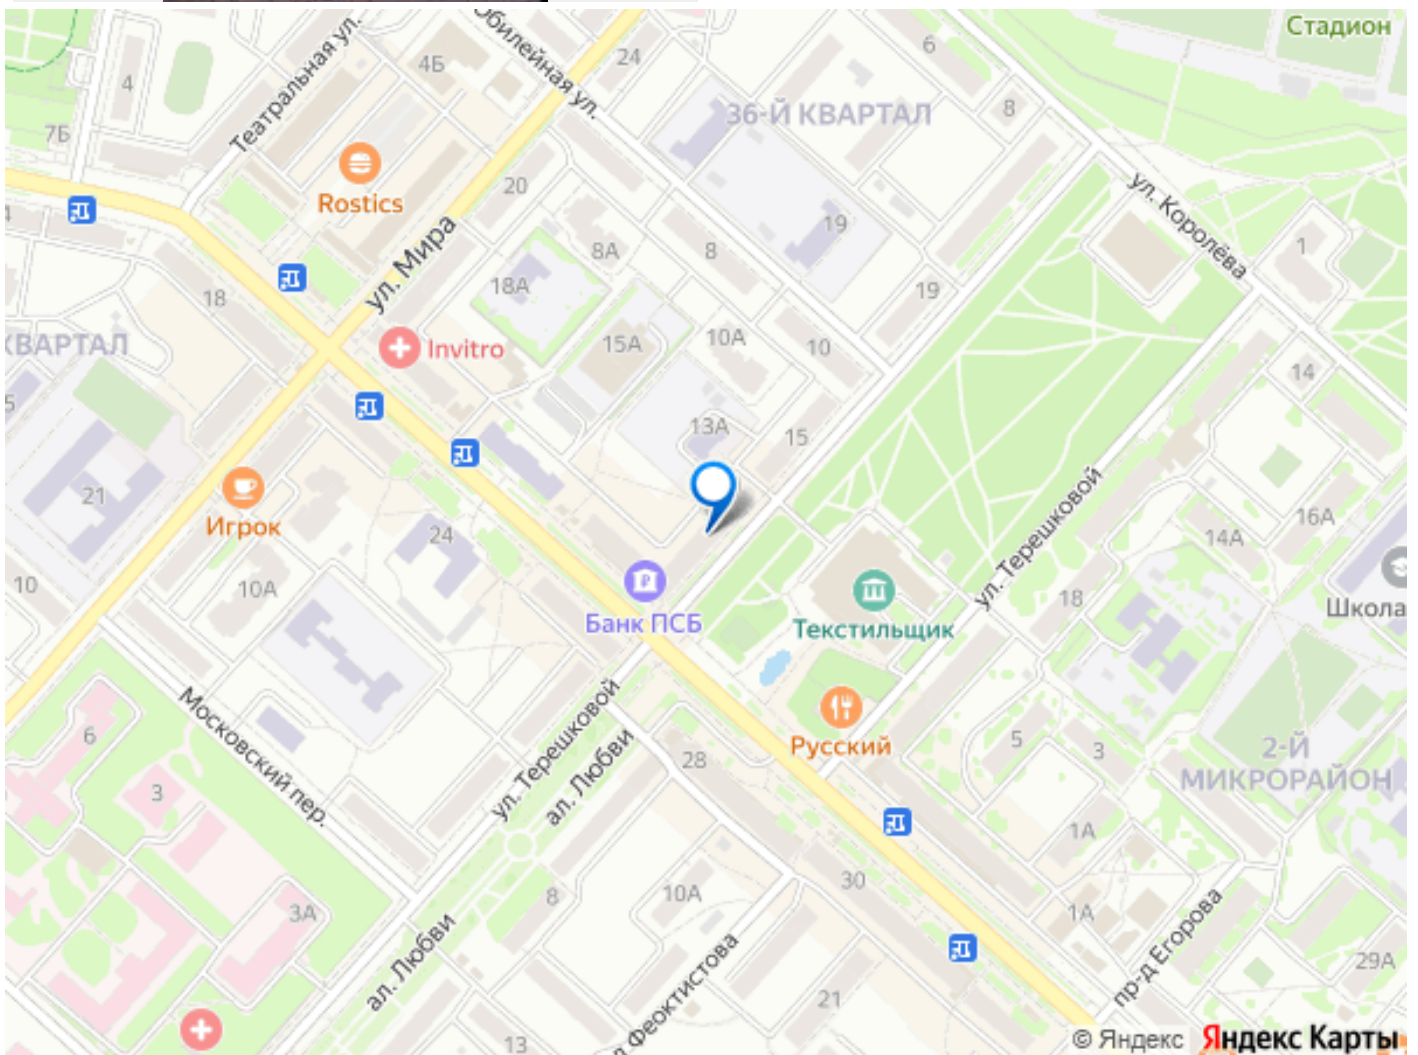 Стадион
Театральная ул.
Юбилейная ул.
24
4Б
4
6
8
7Б
36-Й КВАРТАЛ
Rostics
20
ул. Мира
ул. Королёва
19
8А
8
1
18А
19
18
КВАРТАЛ
Invitro
15А
10А
10
14
5
13А
15
21
Игрок
24
16А
14А
ул. Терешковой
10
10А
18
Школа
Банк ПСБ
Текстильщик
Московский пер.
6
ул. Терешковой
ал. Любви
Русский
28
5
3
2-Й
МИКРОРАЙОН
3
1А
30
8
10А
3А
1А
ал. Любви
Феоктистова
пр-д Егорова
29А
21
13
© Яндекс Яндекс Карты